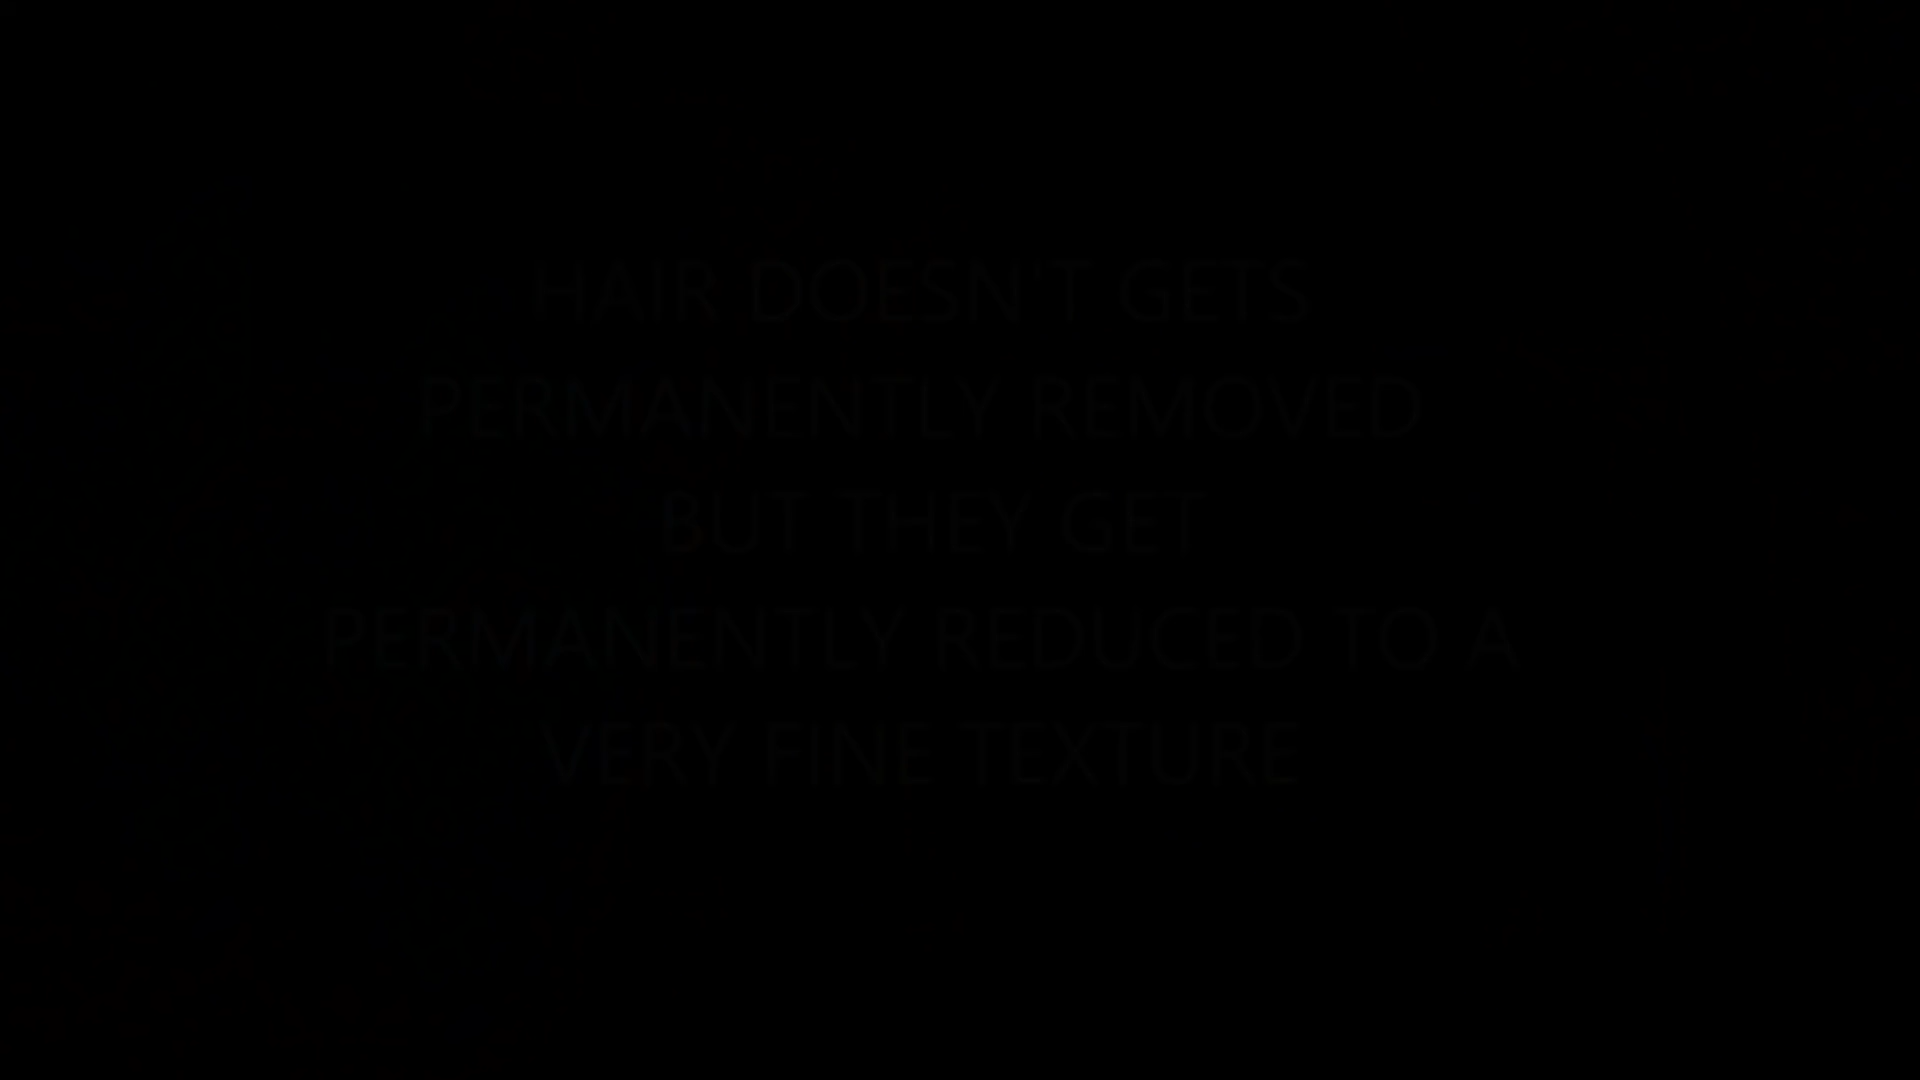 HAIR DOESN'T GETS
PERMANENTLY REMOVED
BUT THEY GET
PERMANENTLY REDUCED TO A
VERY FINE TEXTURE